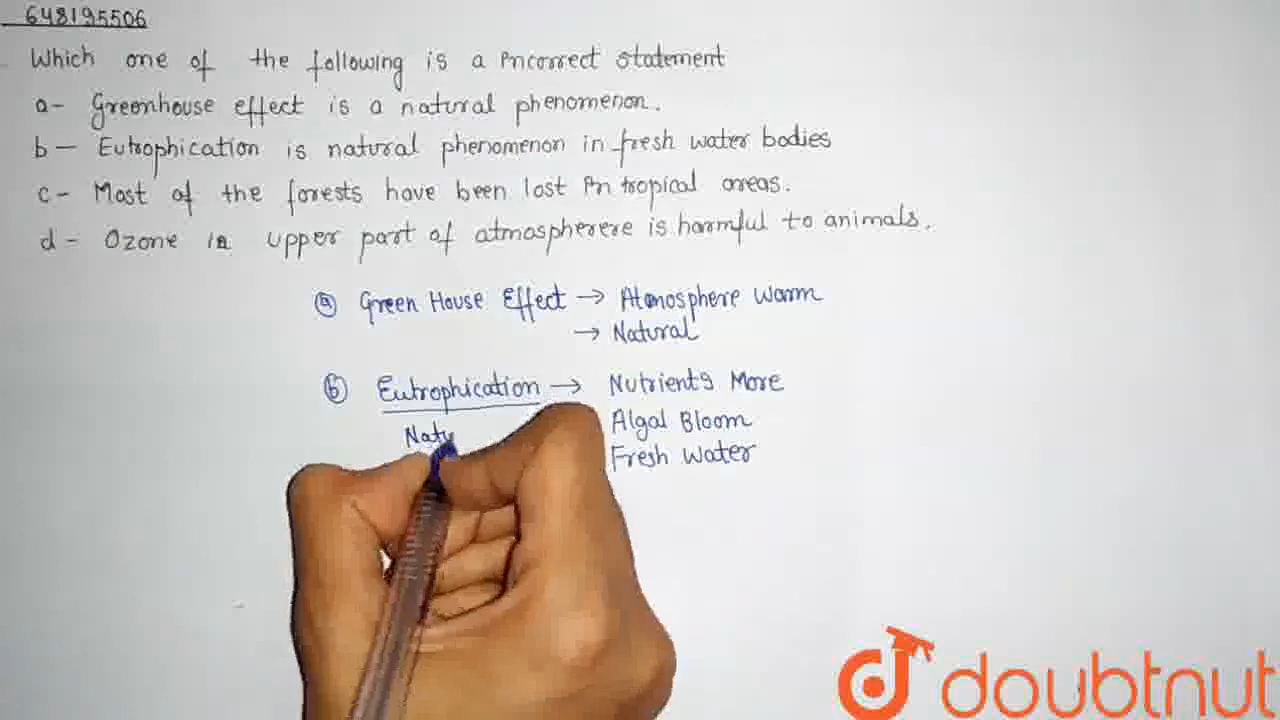 648195506
Which one of the following is a incorrect statement
a- Greenhouse effect is a natural phenomenon.
b- Eutrophication is natural phenomenon in fresh water bodies
c- Most of the forests have been lost in tropical areas.
d- Ozone in upper part of atmospherere is harmful to animals.
a Green House Effect → Atmosphere Warm
→ Natural
b Eutrophication → Nutrients More
Algal Bloom
Natu
Fresh Water
doubtnut